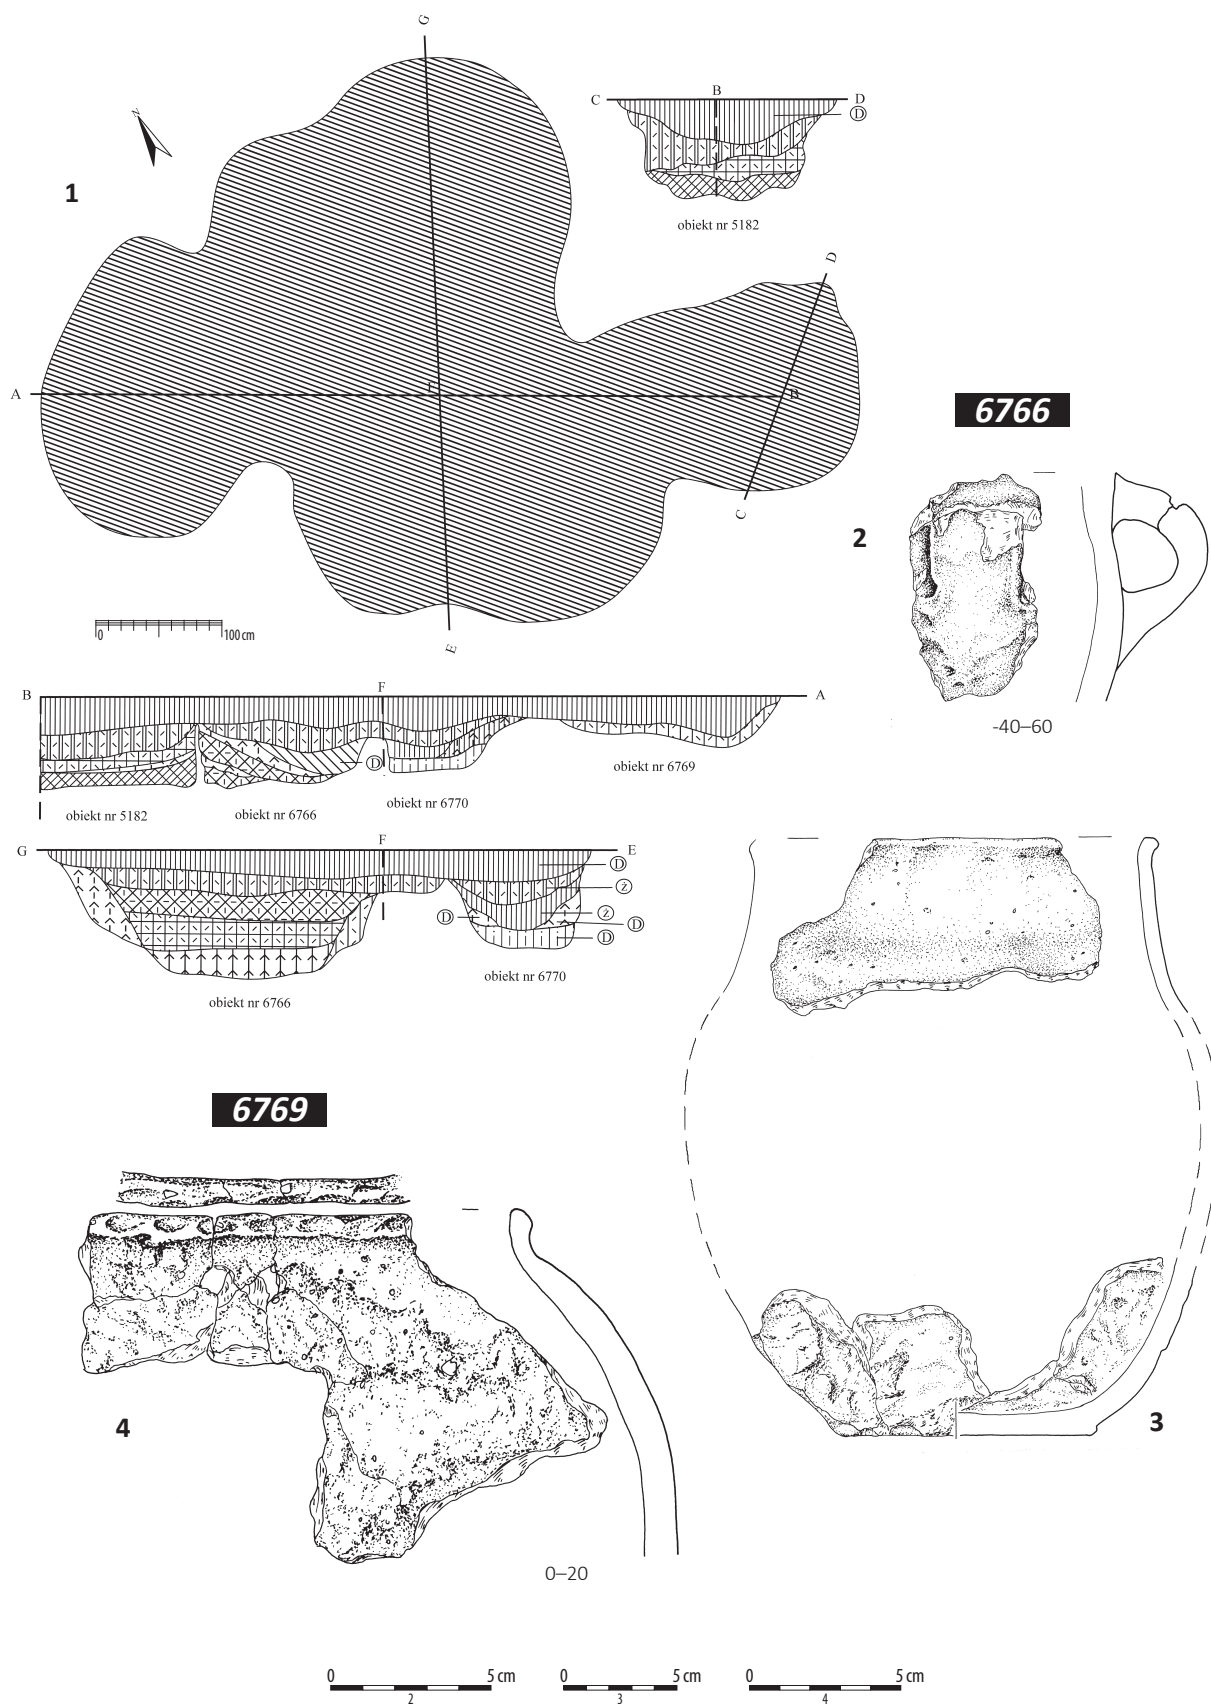 G
N
1
C B D
D
obiekt nr 5182
D
A F B
C
E
0 100 cm
6766
2
-40–60
B F A
D
obiekt nr 5182
obiekt nr 6766
obiekt nr 6770
obiekt nr 6769
G F E
D
ż
ż
D
D
D
obiekt nr 6766
obiekt nr 6770
3
6769
4
0–20
0 5 cm
2
0 5 cm
3
0 5 cm
4